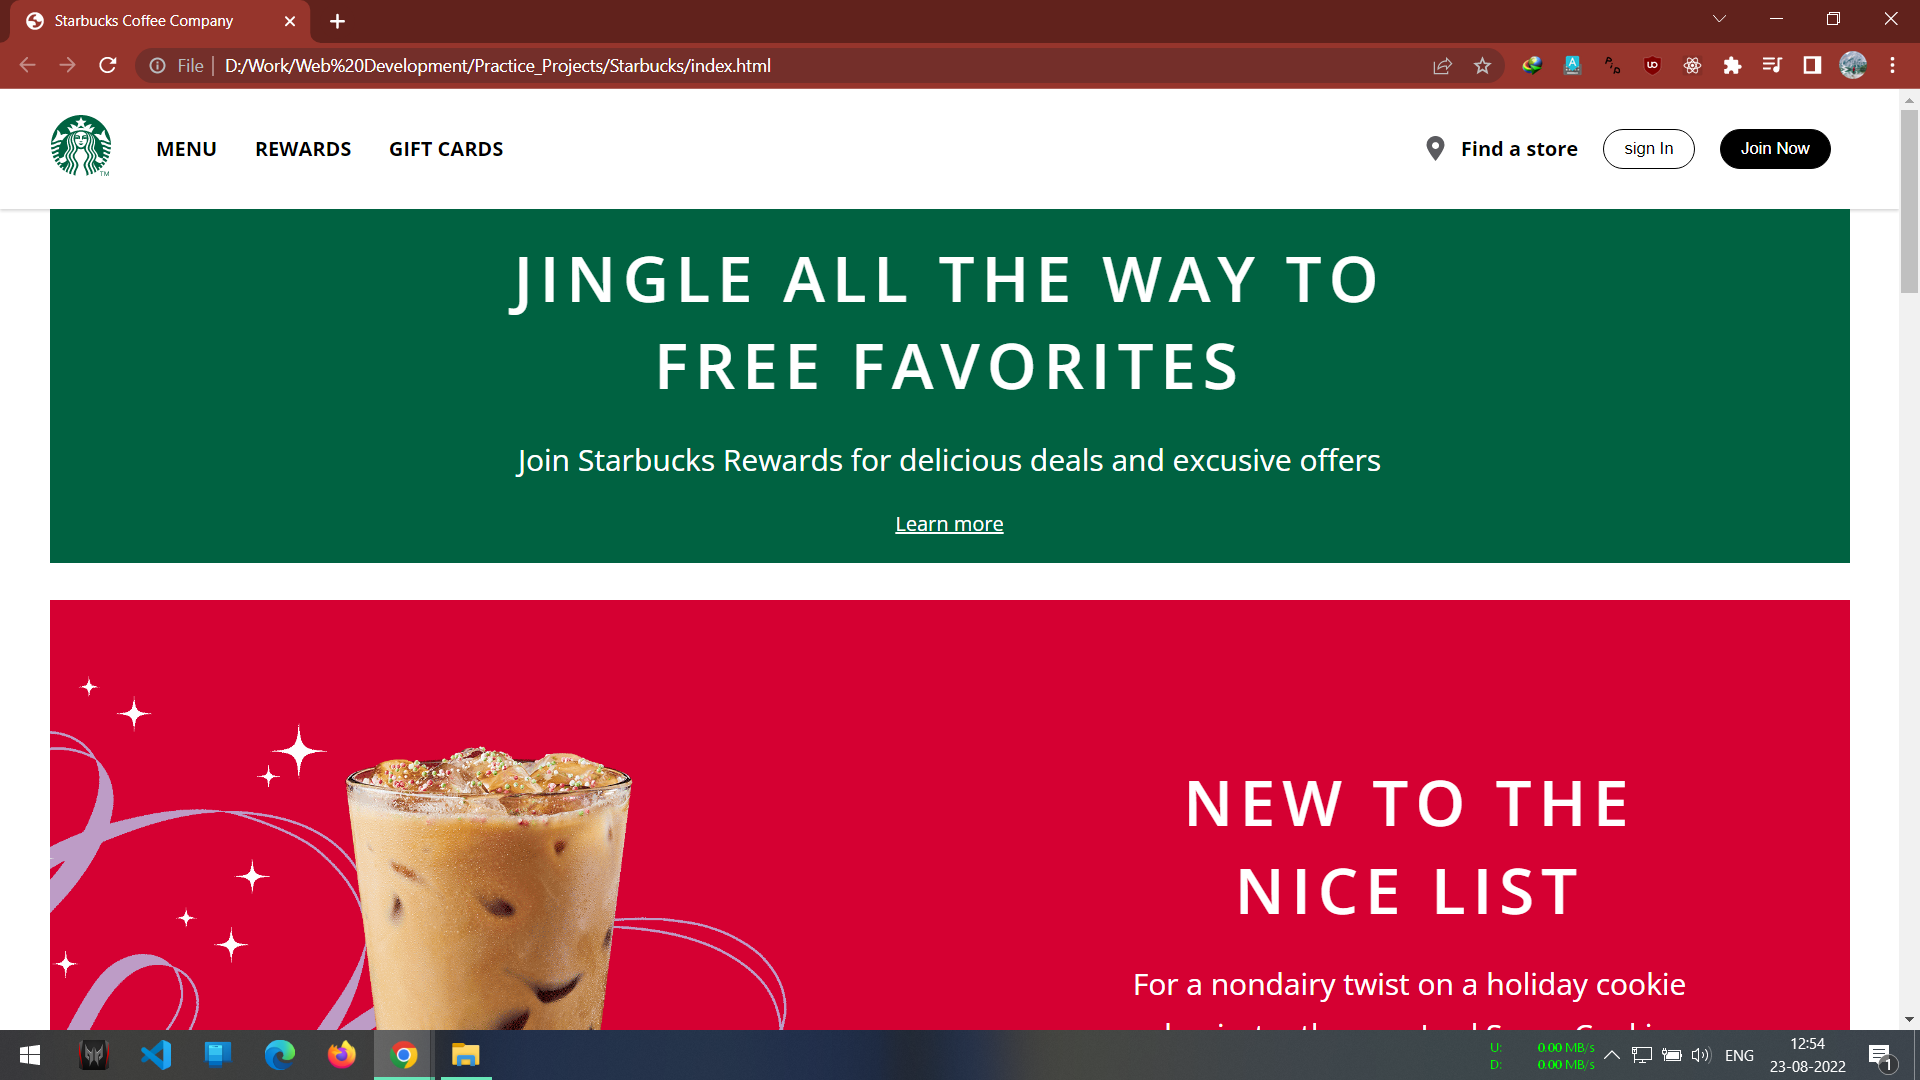 Starbucks Coffee Company
File | D:/Work/Web%20Development/Practice_Projects/Starbucks/index.html
MENU REWARDS GIFT CARDS
Find a store sign In Join Now
TM
JINGLE ALL THE WAY TO
FREE FAVORITES
Join Starbucks Rewards for delicious deals and excusive offers
Learn more
NEW TO THE
NICE LIST
For a nondairy twist on a holiday cookie
U: 0.00 MB/s
D: 0.00 MB/s
ENG
12:54
23-08-2022
1